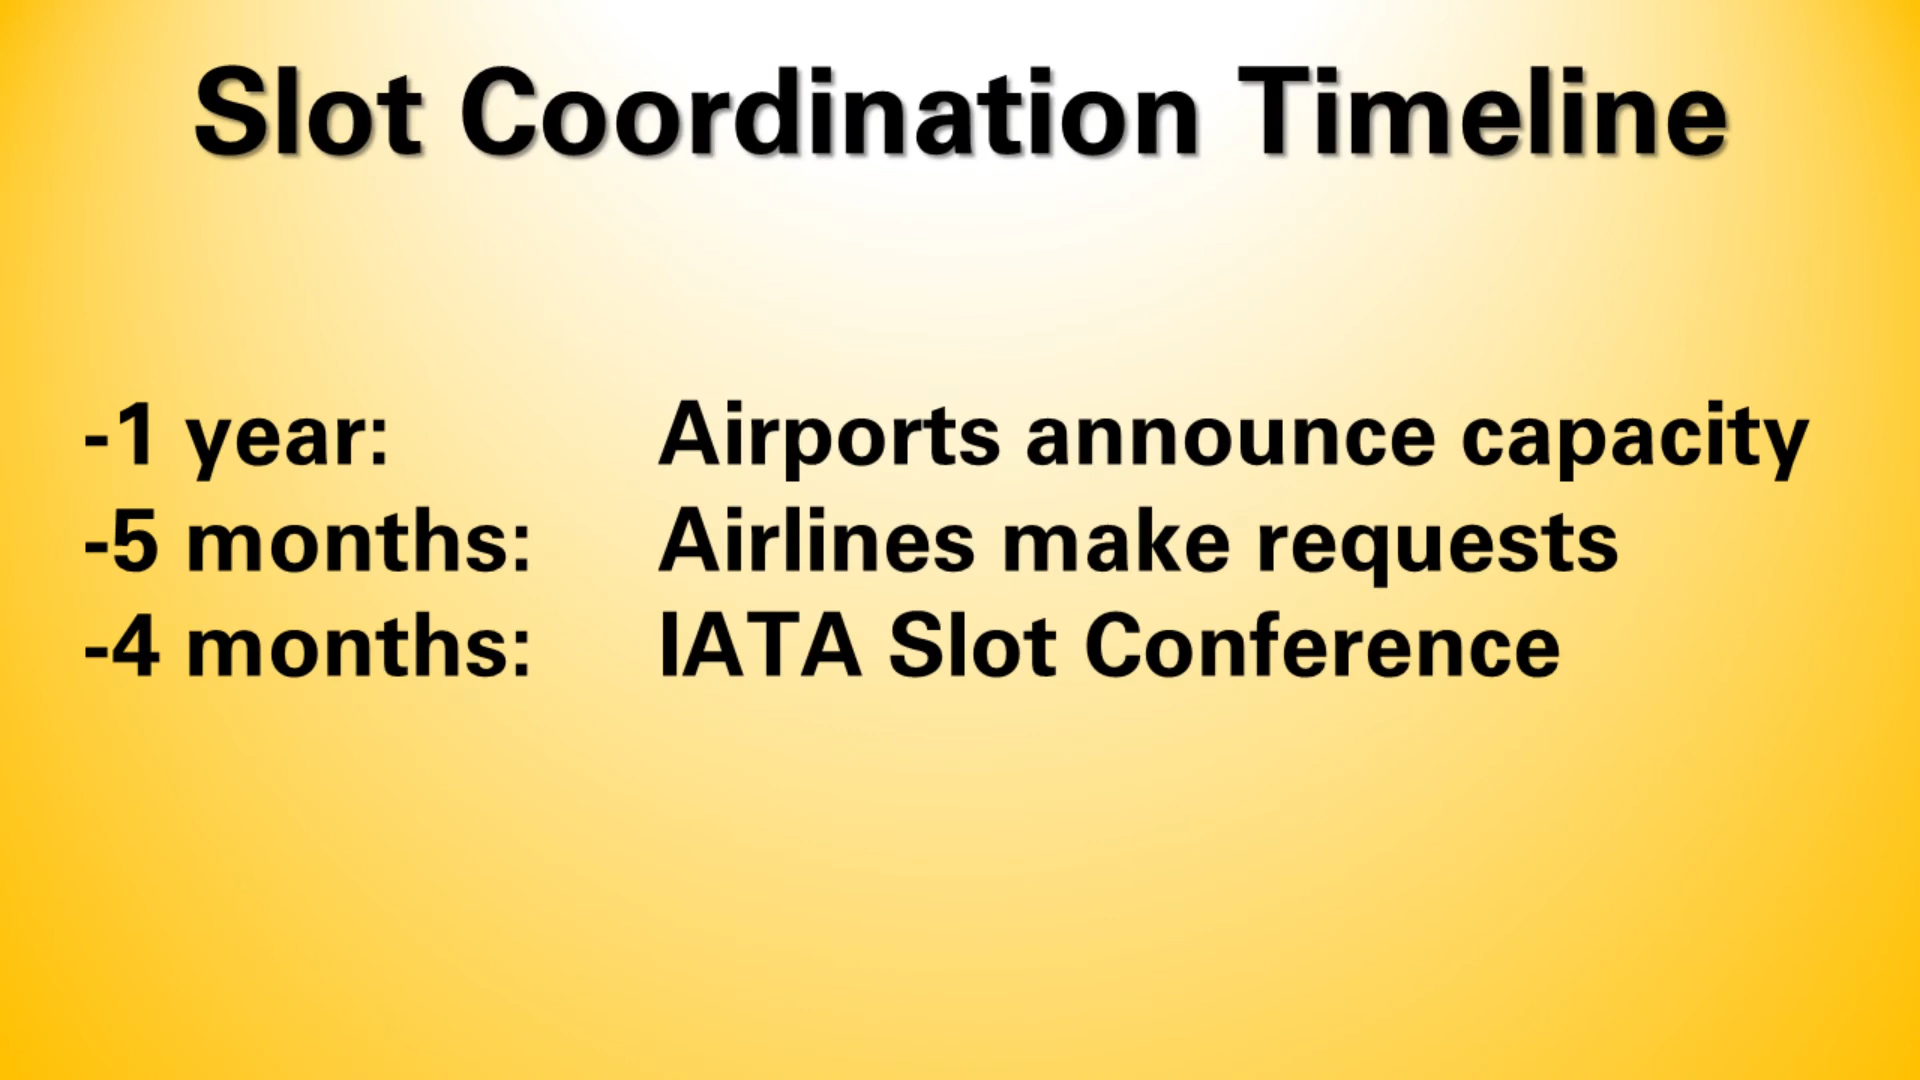 Slot Coordination Timeline
-1 year: Airports announce capacity
-5 months: Airlines make requests
-4 months: IATA Slot Conference